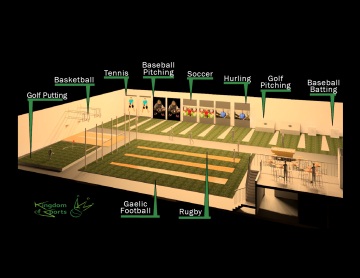 Baseball
Pitching
Tennis
Soccer
Basketball
Hurling
Golf
Pitching
Baseball
Batting
Golf Putting
Kingdom
of Sports
Gaelic
Football
Rugby